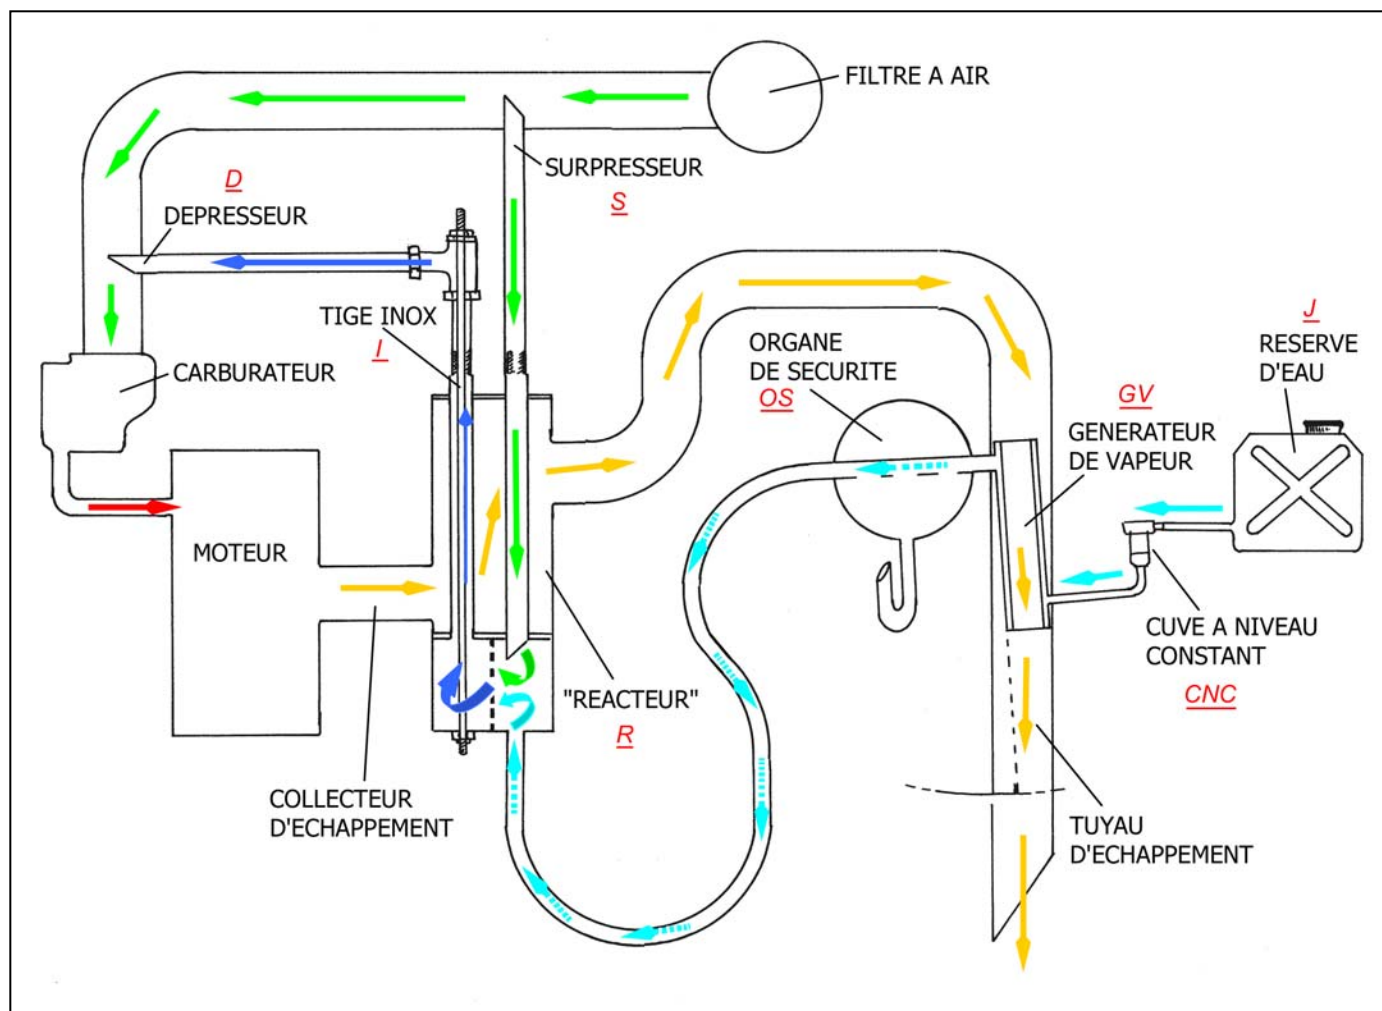 FILTRE A AIR
SURPRESSEUR
S
D
DEPRESSEUR
TIGE INOX
I
CARBURATEUR
ORGANE
DE SECURITE
OS
J
RESERVE
D'EAU
GV
GENERATEUR
DE VAPEUR
MOTEUR
CUVE A NIVEAU
CONSTANT
CNC
"REACTEUR"
R
COLLECTEUR
D'ECHAPPEMENT
TUYAU
D'ECHAPPEMENT